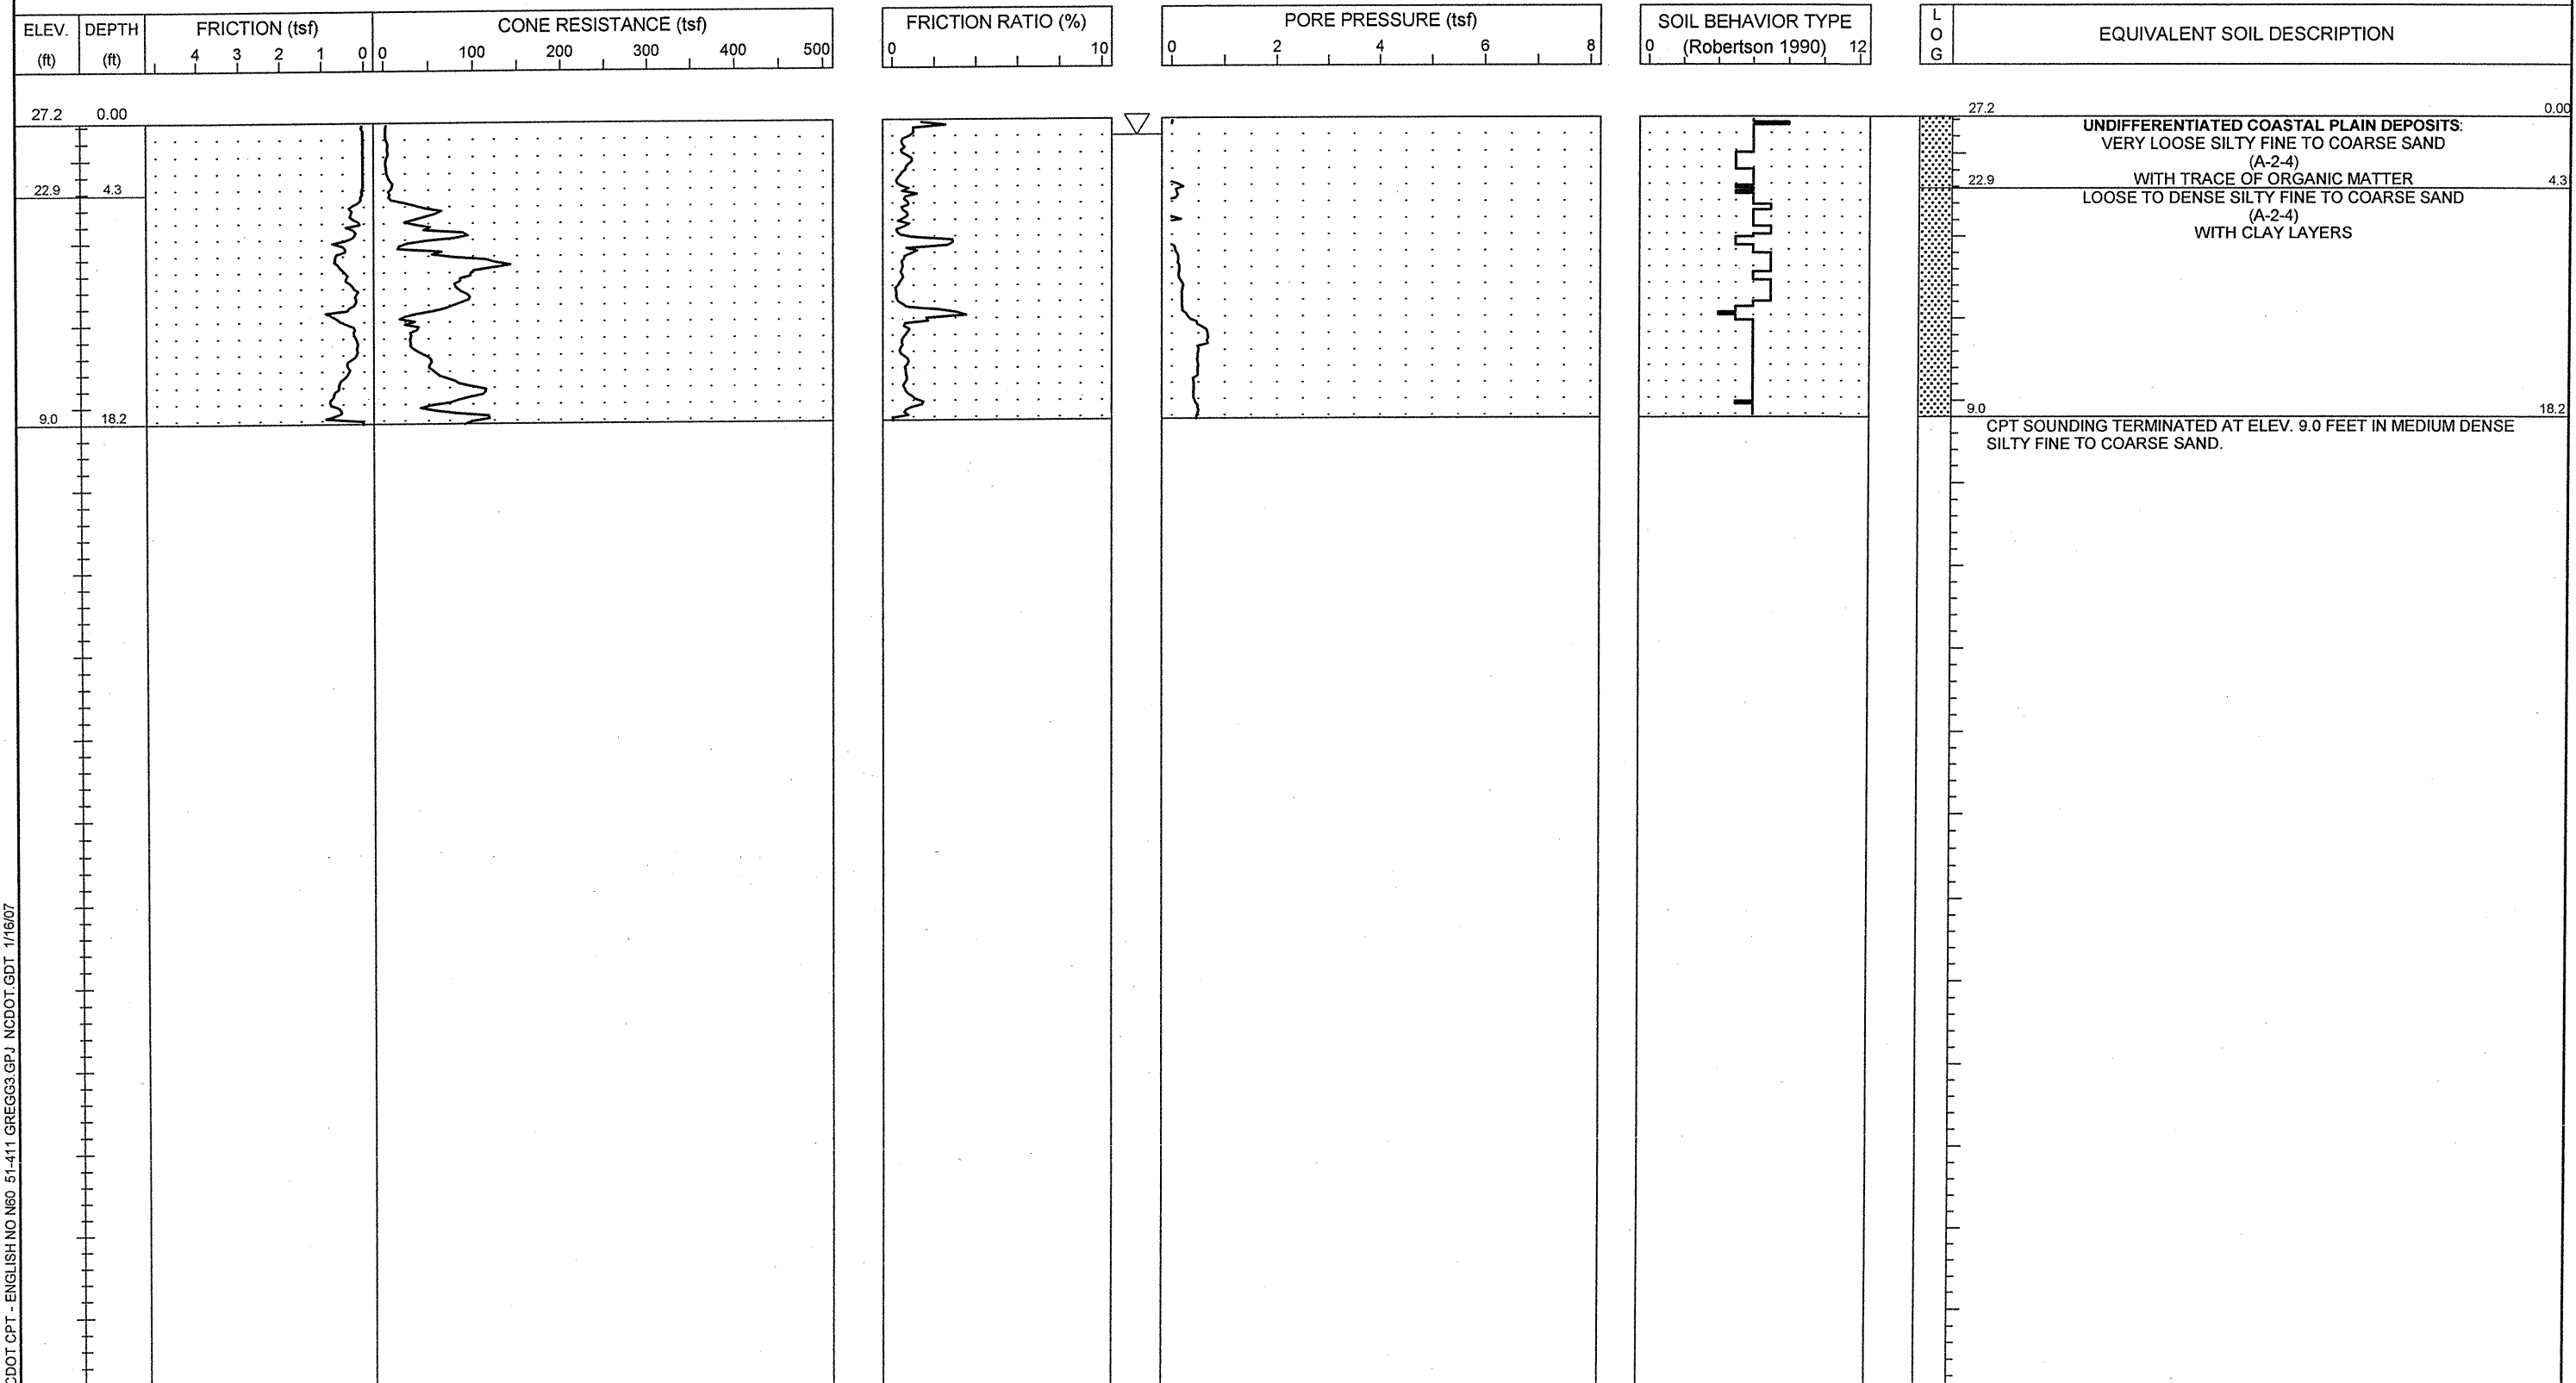 ELEV. (ft)
DEPTH (ft)
FRICTION (tsf)
4 3 2 1 0
CONE RESISTANCE (tsf)
0 100 200 300 400 500
FRICTION RATIO (%)
0 10
PORE PRESSURE (tsf)
0 2 4 6 8
SOIL BEHAVIOR TYPE
(Robertson 1990)
0 12
L
O
G
EQUIVALENT SOIL DESCRIPTION
27.2 0.00
22.9 4.3
9.0 18.2
27.2 0.00
UNDIFFERENTIATED COASTAL PLAIN DEPOSITS:
VERY LOOSE SILTY FINE TO COARSE SAND
(A-2-4)
WITH TRACE OF ORGANIC MATTER
22.9 4.3
LOOSE TO DENSE SILTY FINE TO COARSE SAND
(A-2-4)
WITH CLAY LAYERS
9.0 18.2
CPT SOUNDING TERMINATED AT ELEV. 9.0 FEET IN MEDIUM DENSE
SILTY FINE TO COARSE SAND.
CDOT CPT - ENGLISH NO N60 51-411 GREGG3.GPJ NCDOT.GDT 1/16/07